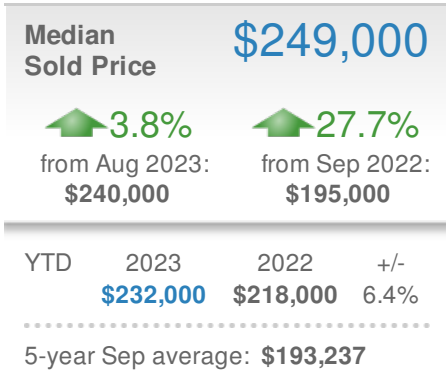 Median
Sold Price
$249,000
3.8%
from Aug 2023:
$240,000
27.7%
from Sep 2022:
$195,000
YTD 2023 2022 +/-
$232,000 $218,000 6.4%
5-year Sep average: $193,237